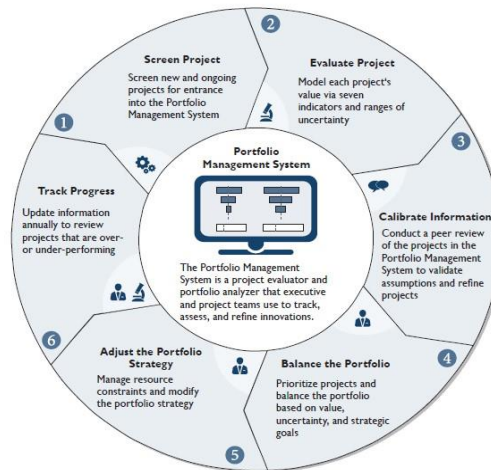 1
Screen Project
Screen new and ongoing
projects for entrance
into the Portfolio
Management System
2
Evaluate Project
Model each project's
value via seven
indicators and ranges of
uncertainty
3
Calibrate Information
Conduct a peer review
of the projects in the
Portfolio Management
System to validate
assumptions and refine
projects
4
Balance the Portfolio
Prioritize projects and
balance the portfolio
based on value,
uncertainty, and strategic
goals
5
Adjust the Portfolio
Strategy
Manage resource
constraints and modify
the portfolio strategy
6
Track Progress
Update information
annually to review
projects that are over-
or under-performing
Portfolio
Management System
The Portfolio Management
System is a project evaluator and
portfolio analyzer that executive
and project teams use to track,
assess, and refine innovations.